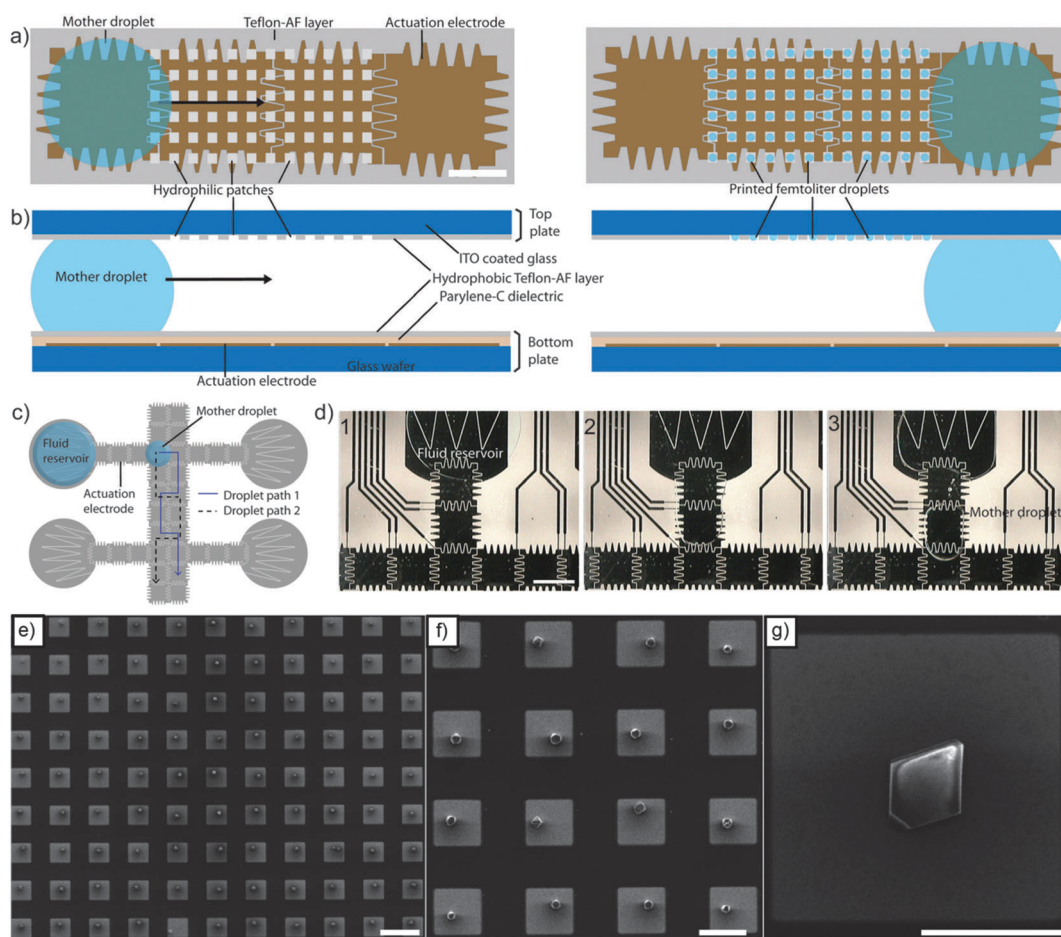 a)
Mother droplet
Teflon-AF layer
Actuation electrode
Hydrophilic patches
Printed femtoliter droplets
b)
Top
plate
ITO coated glass
Mother droplet
Hydrophobic Teflon-AF layer
Parylene-C dielectric
Bottom
plate
Glass wafer
Actuation electrode
c)
Mother droplet
Fluid
reservoir
Actuation
electrode
Droplet path 1
Droplet path 2
d)
1
Fluid reservoir
2
3
Mother droplet
e)
f)
g)